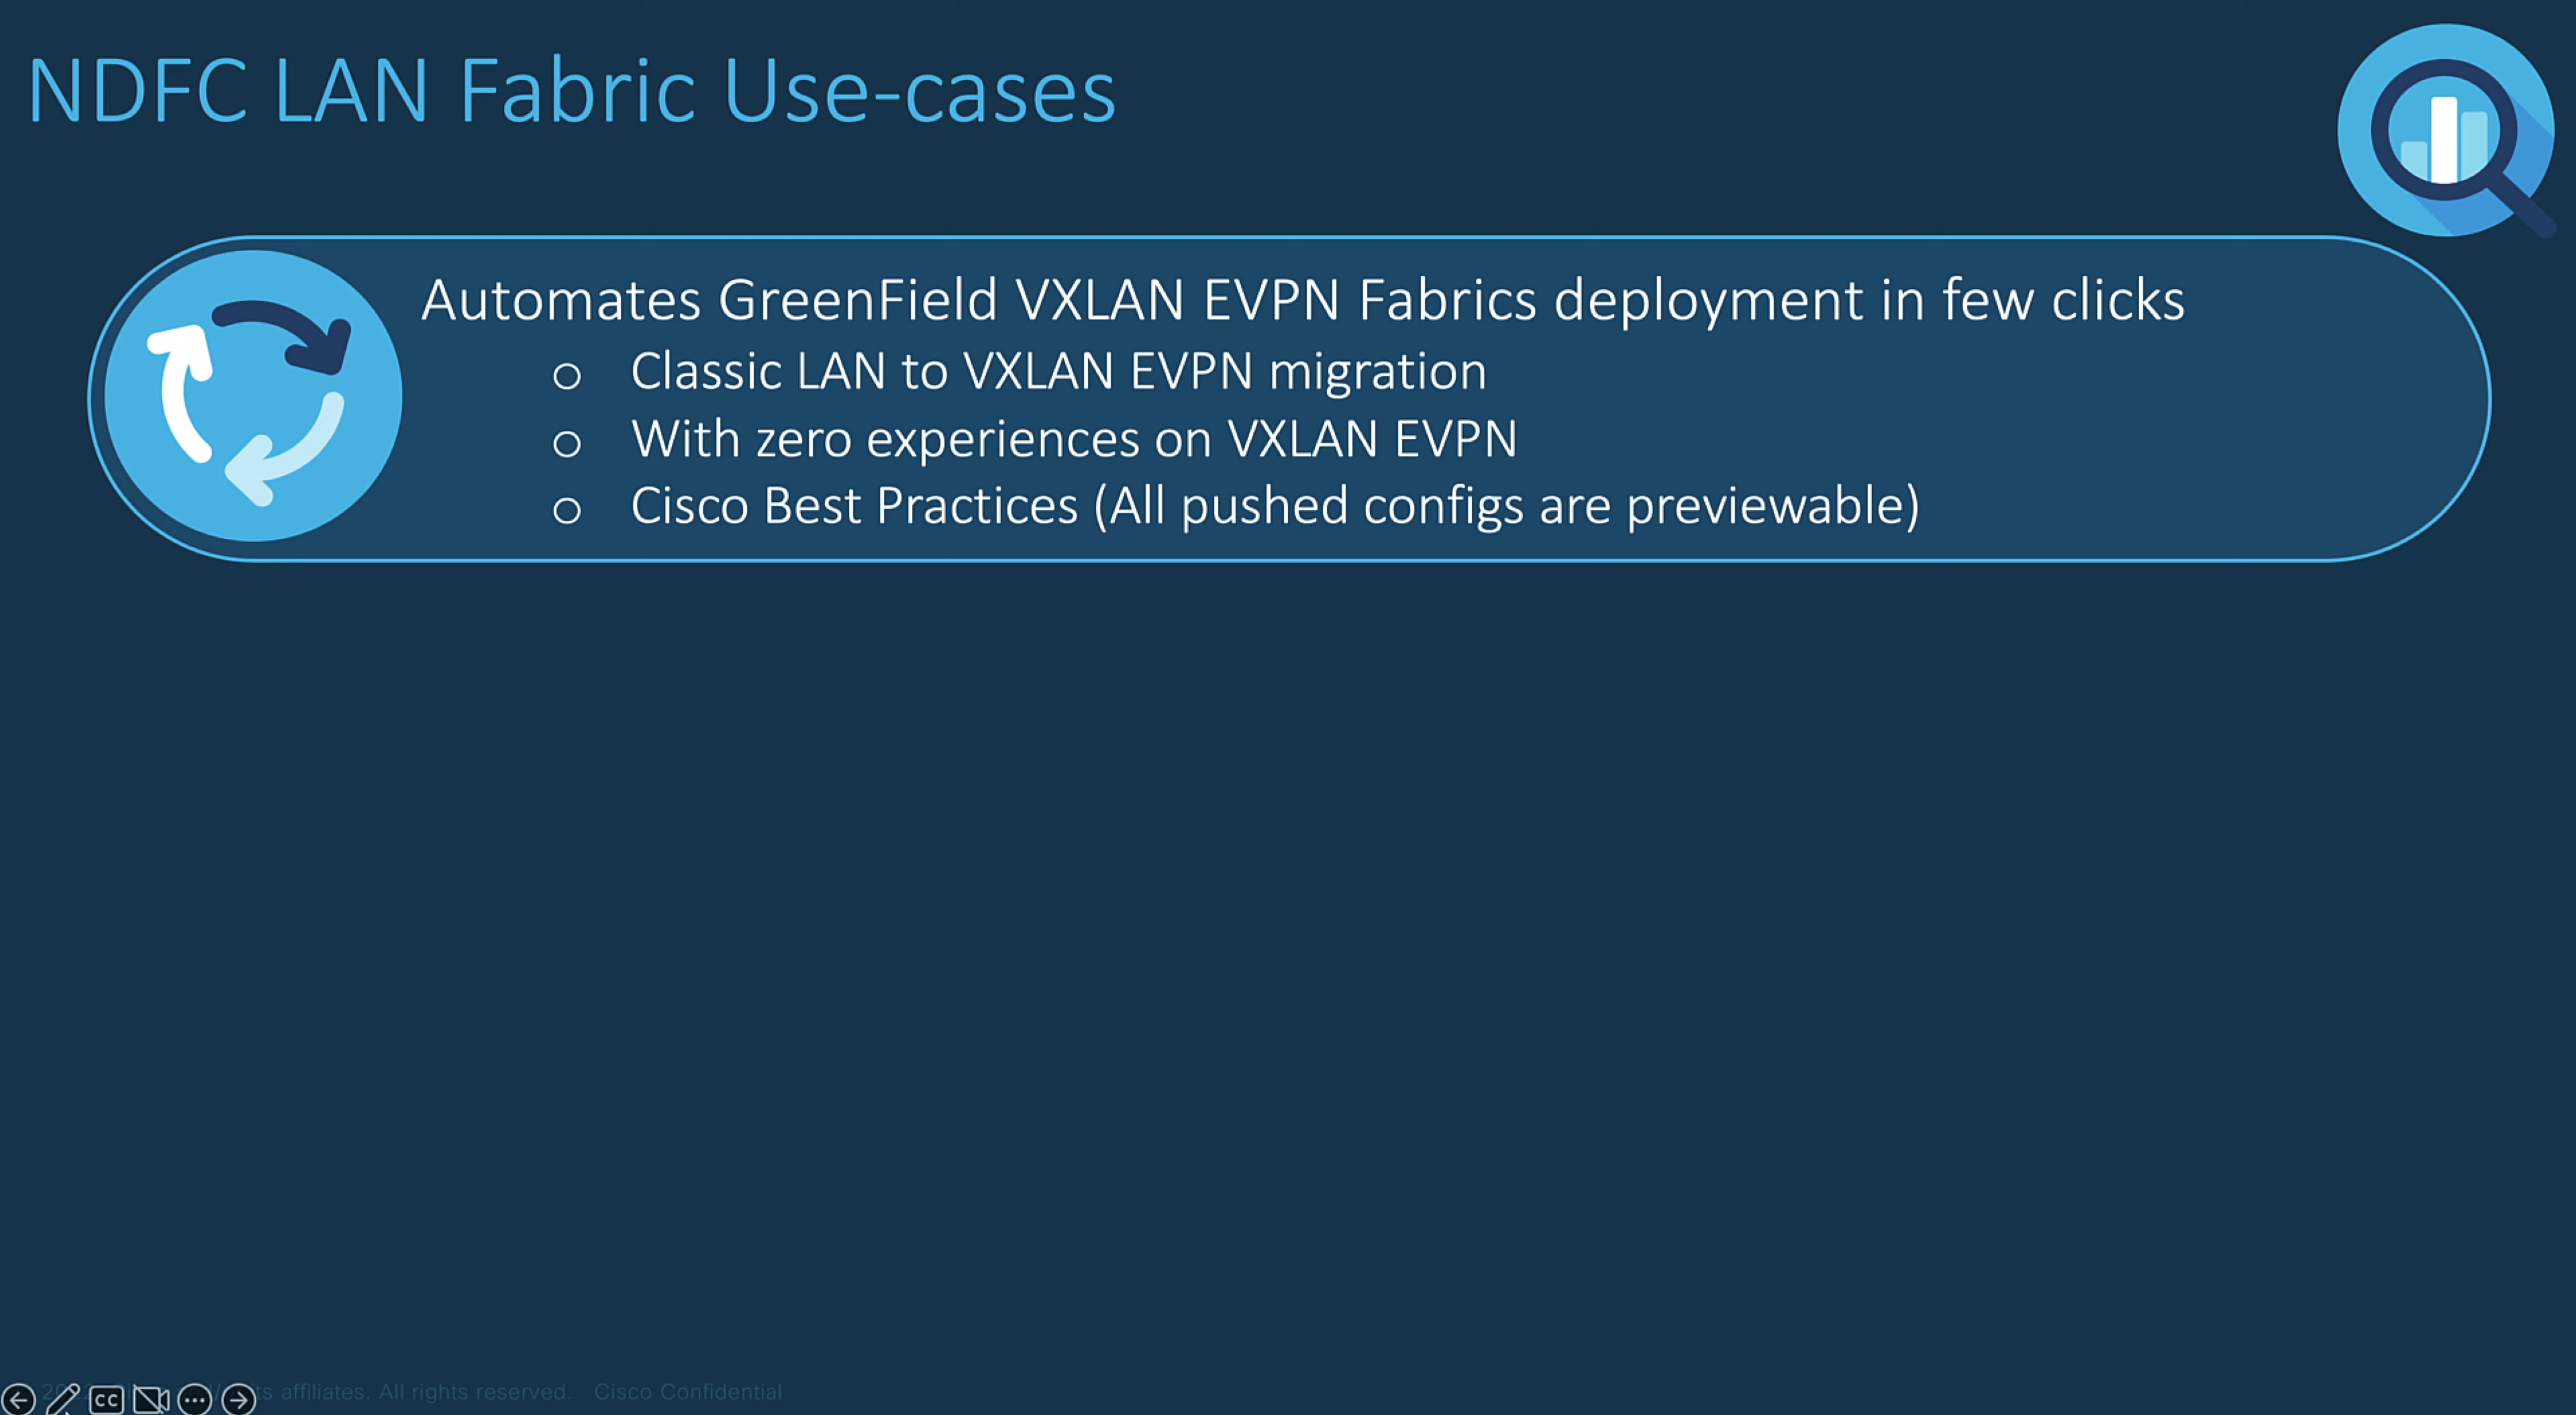 NDFC LAN Fabric Use-cases
Automates GreenField VXLAN EVPN Fabrics deployment in few clicks
o Classic LAN to VXLAN EVPN migration
o With zero experiences on VXLAN EVPN
o Cisco Best Practices (All pushed configs are previewable)
its affiliates. All rights reserved. Cisco Confidential
CC